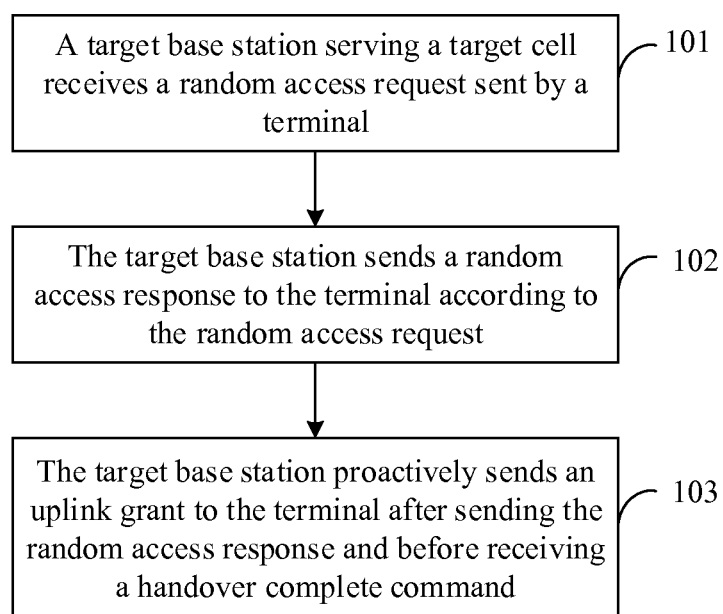 A target base station serving a target cell
receives a random access request sent by a
terminal
101
The target base station sends a random
access response to the terminal according to
the random access request
102
The target base station proactively sends an
uplink grant to the terminal after sending the
random access response and before receiving
a handover complete command
103